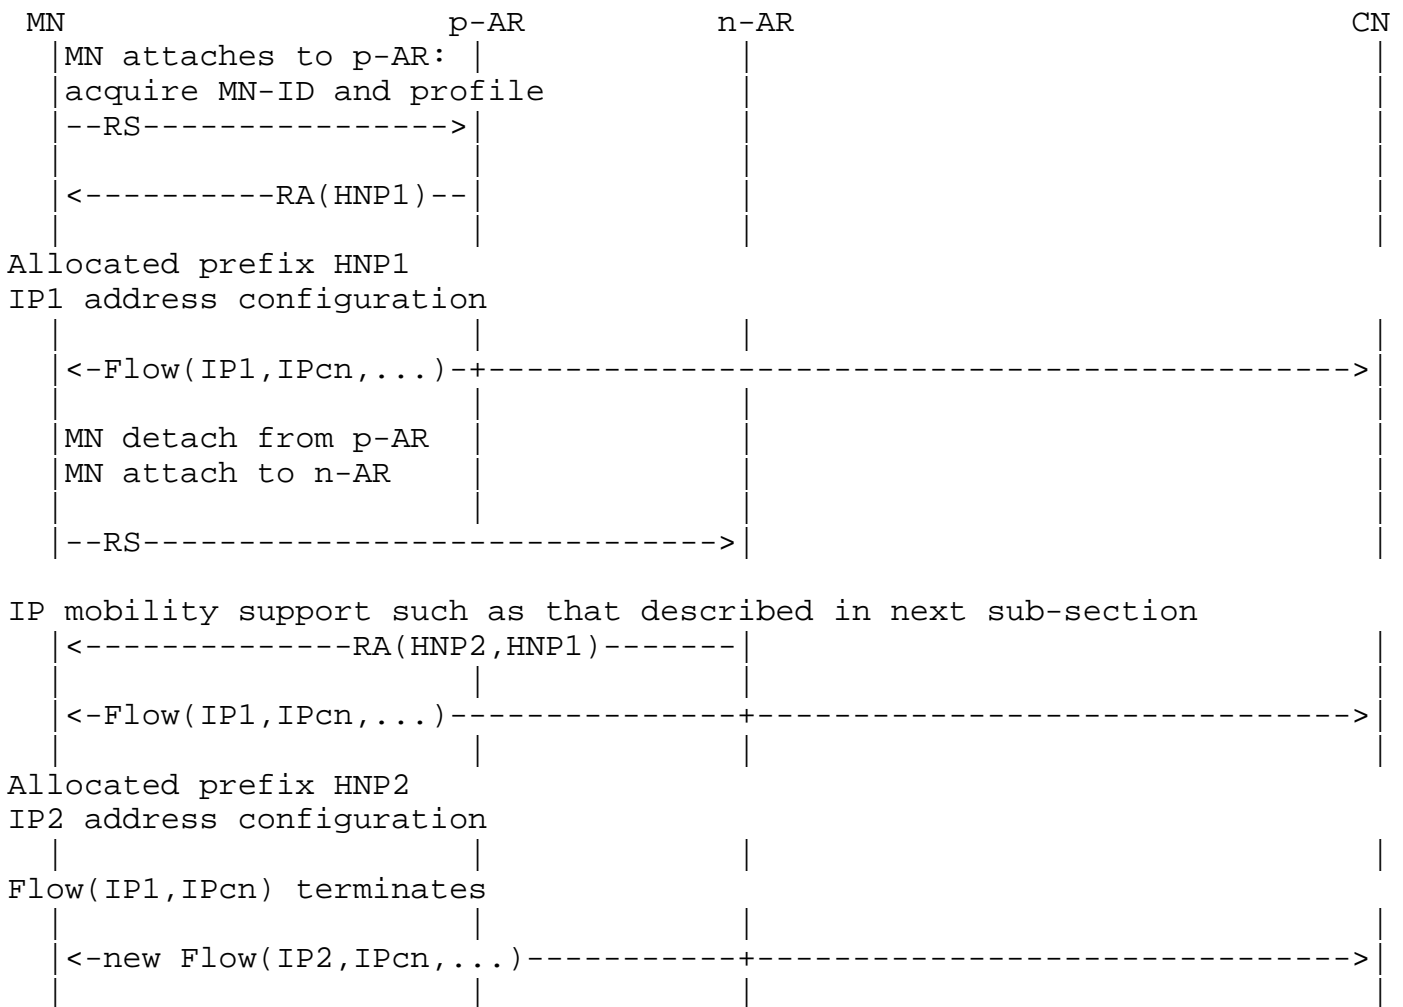 MN                     p-AR          n-AR                             CN
  |MN attaches to p-AR: |             |                                |
  |acquire MN-ID and profile          |                                |
  |--RS---------------->|             |                                |
  |                     |             |                                |
  |<----------RA(HNP1)--|             |                                |
  |                     |             |                                |
Allocated prefix HNP1
IP1 address configuration
  |                     |             |                                |
  |<-Flow(IP1,IPcn,...)-+--------------------------------------------->|
  |                     |             |                                |
  |MN detach from p-AR  |             |                                |
  |MN attach to n-AR    |             |                                |
  |                     |             |                                |
  |--RS------------------------------>|                                |

IP mobility support such as that described in next sub-section
  |<--------------RA(HNP2,HNP1)-------|                                |
  |                     |             |                                |
  |<-Flow(IP1,IPcn,...)---------------+------------------------------->|
  |                     |             |                                |
Allocated prefix HNP2
IP2 address configuration
  |                     |             |                                |
Flow(IP1,IPcn) terminates
  |                     |             |                                |
  |<-new Flow(IP2,IPcn,...)-----------+------------------------------->|
  |                     |             |                                |